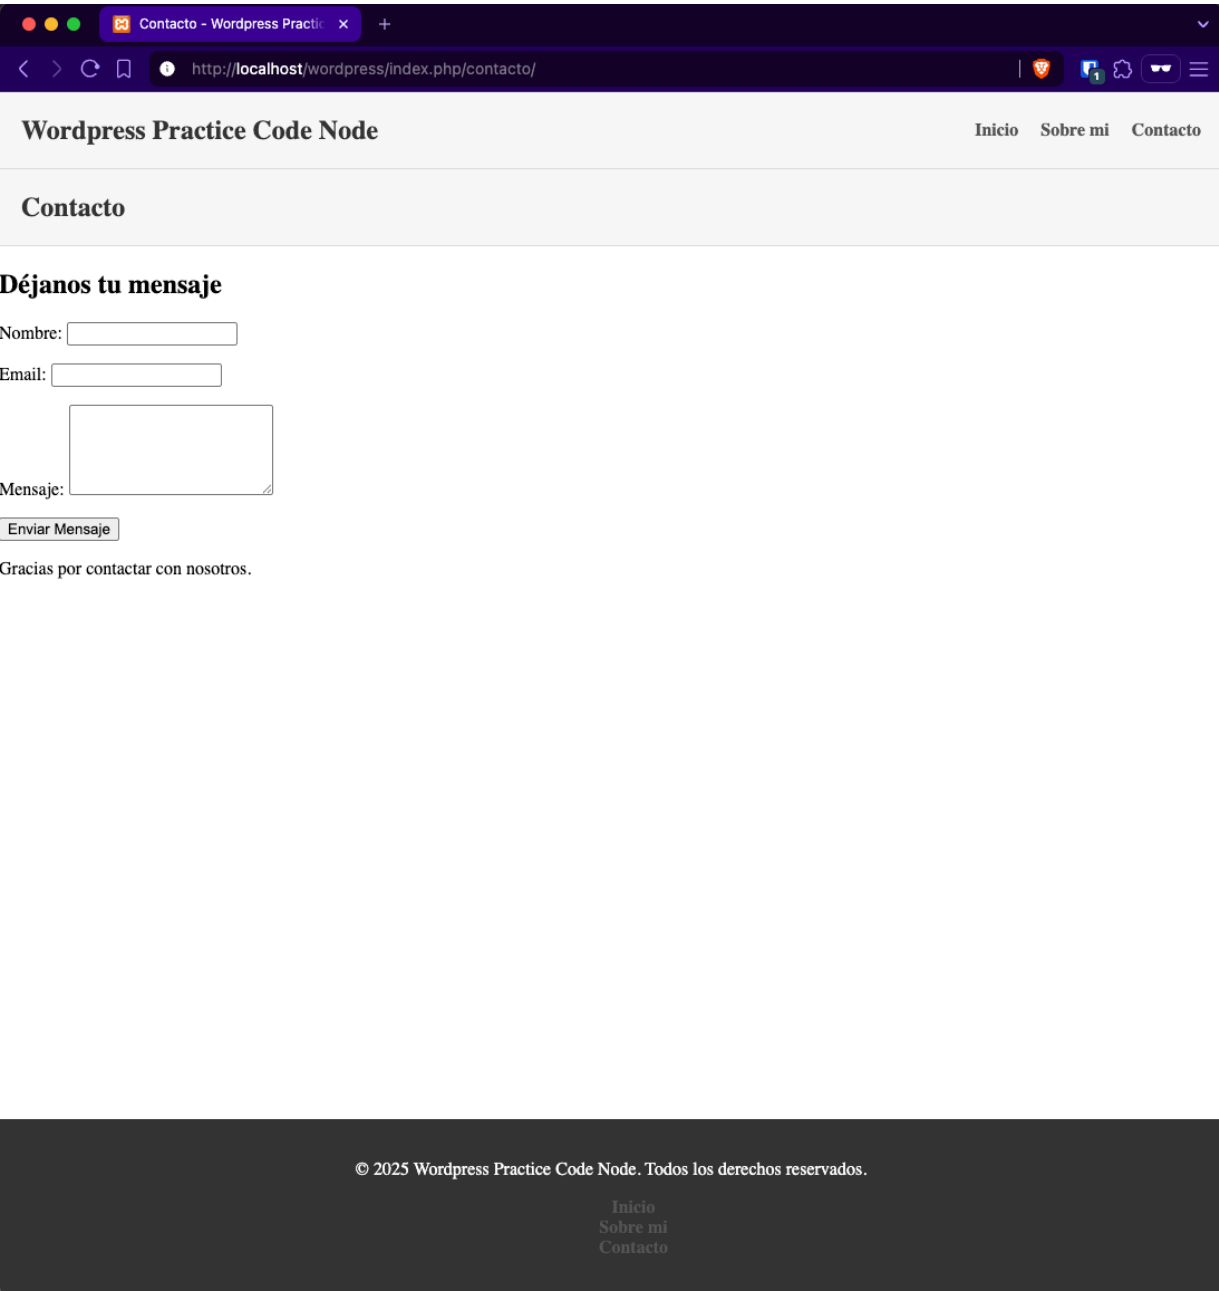 Contacto - Wordpress Practic
http://localhost/wordpress/index.php/contacto/
1
Wordpress Practice Code Node
Inicio Sobre mi Contacto
Contacto
Déjanos tu mensaje
Nombre:
Email:
Mensaje:
Enviar Mensaje
Gracias por contactar con nosotros.
© 2025 Wordpress Practice Code Node. Todos los derechos reservados.
Inicio
Sobre mi
Contacto